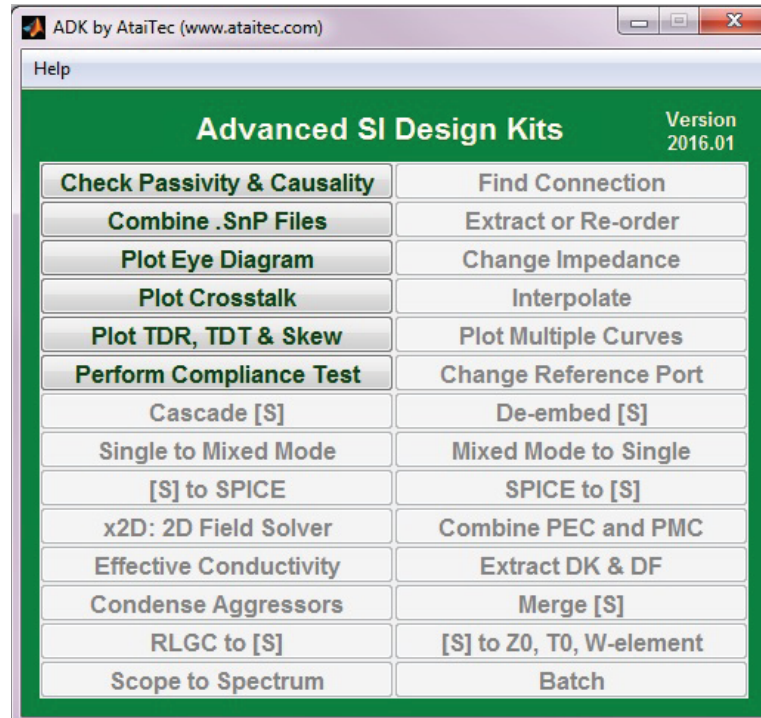 ADK by AtaiTec (www.ataitec.com)
Help
Advanced SI Design Kits
Version
2016.01
Check Passivity & Causality
Find Connection
Combine .SnP Files
Extract or Re-order
Plot Eye Diagram
Change Impedance
Plot Crosstalk
Interpolate
Plot TDR, TDT & Skew
Plot Multiple Curves
Perform Compliance Test
Change Reference Port
Cascade [S]
De-embed [S]
Single to Mixed Mode
Mixed Mode to Single
[S] to SPICE
SPICE to [S]
x2D: 2D Field Solver
Combine PEC and PMC
Effective Conductivity
Extract DK & DF
Condense Aggressors
Merge [S]
RLGC to [S]
[S] to Z0, T0, W-element
Scope to Spectrum
Batch